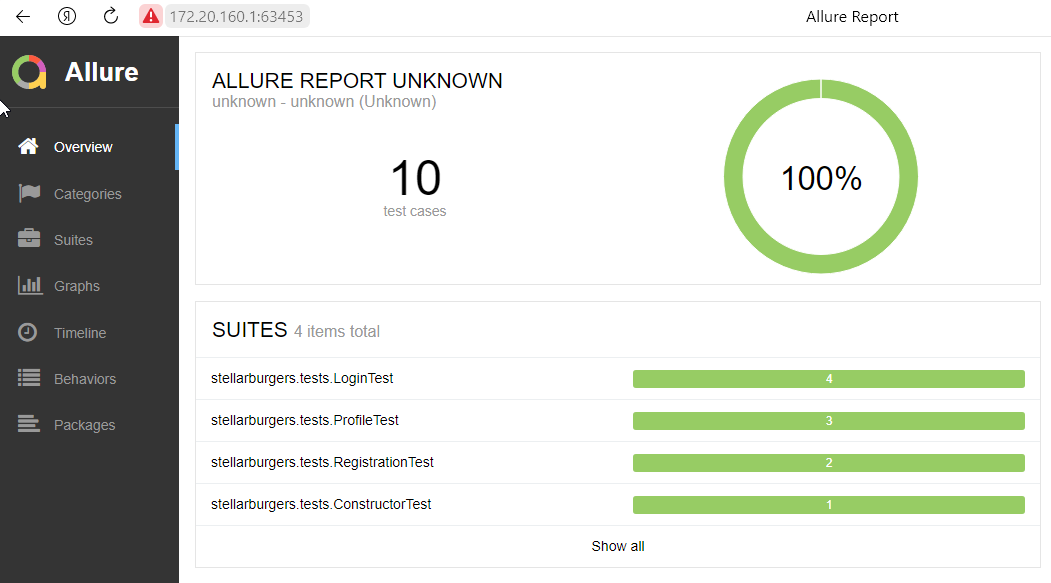 172.20.160.1:63453
Allure Report
Allure
Overview
Categories
Suites
Graphs
Timeline
Behaviors
Packages
ALLURE REPORT UNKNOWN
unknown - unknown (Unknown)
10
test cases
100%
SUITES 4 items total
stellarburgers.tests.LoginTest 4
stellarburgers.tests.ProfileTest 3
stellarburgers.tests.RegistrationTest 2
stellarburgers.tests.ConstructorTest 1
Show all